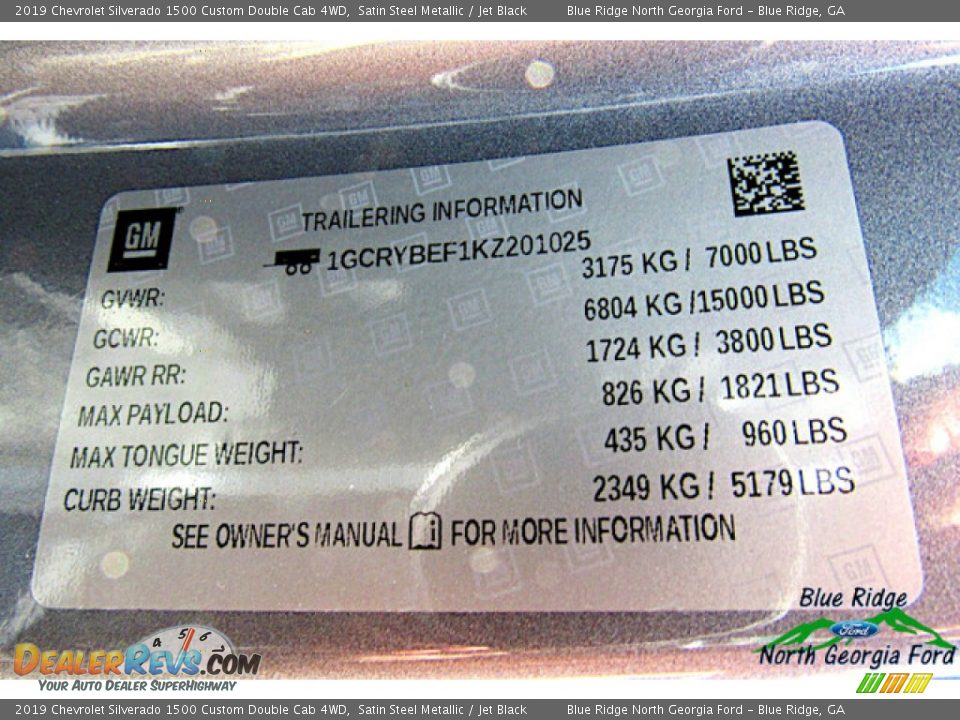 2019 Chevrolet Silverado 1500 Custom Double Cab 4WD,  Satin Steel Metallic / Jet Black     Blue Ridge North Georgia Ford - Blue Ridge, GA
GM
TRAILERING INFORMATION
1GCRYBEF1KZ201025
GVWR: 3175 KG / 7000 LBS
GCWR: 6804 KG / 15000 LBS
GAWR RR: 1724 KG / 3800 LBS
MAX PAYLOAD: 826 KG / 1821 LBS
MAX TONGUE WEIGHT: 435 KG / 960 LBS
CURB WEIGHT: 2349 KG / 5179 LBS
SEE OWNER'S MANUAL i FOR MORE INFORMATION
Blue Ridge
Ford
North Georgia Ford
4 5 6
DEALERREVS.COM
YOUR AUTO DEALER SUPERHIGHWAY
2019 Chevrolet Silverado 1500 Custom Double Cab 4WD,  Satin Steel Metallic / Jet Black     Blue Ridge North Georgia Ford - Blue Ridge, GA